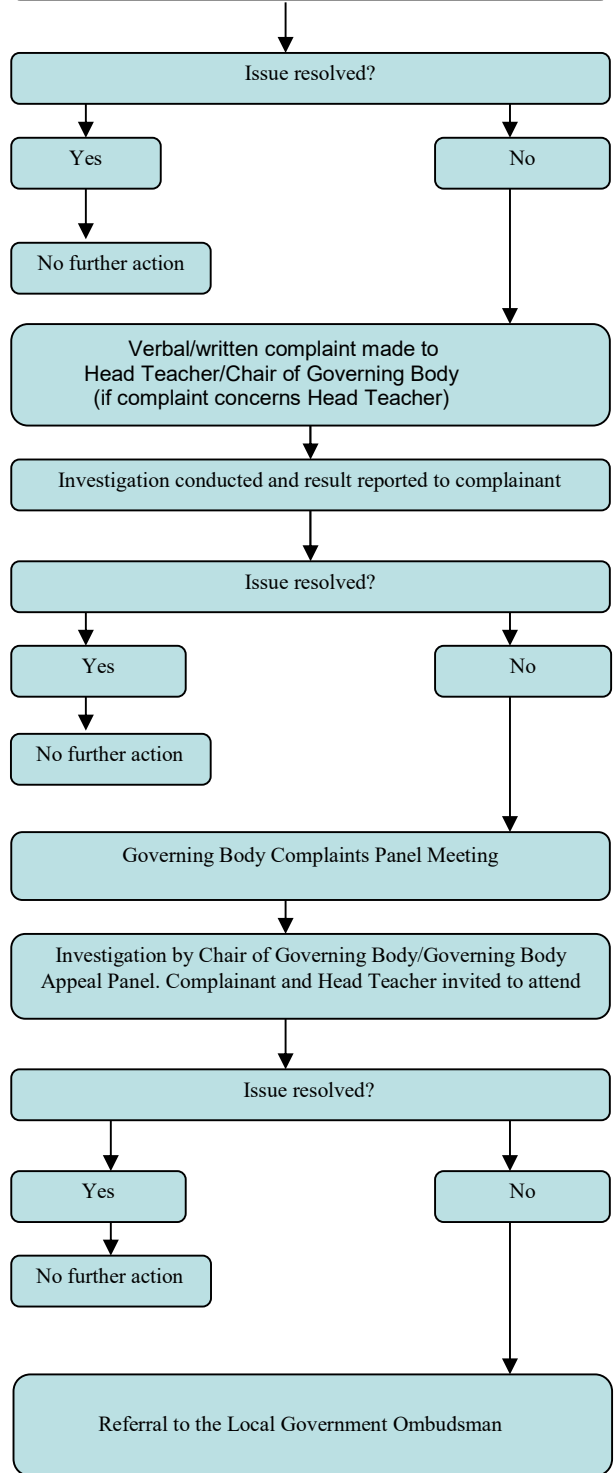 Issue resolved?
Yes
No
No further action
Verbal/written complaint made to
Head Teacher/Chair of Governing Body
(if complaint concerns Head Teacher)
Investigation conducted and result reported to complainant
Issue resolved?
Yes
No
No further action
Governing Body Complaints Panel Meeting
Investigation by Chair of Governing Body/Governing Body
Appeal Panel. Complainant and Head Teacher invited to attend
Issue resolved?
Yes
No
No further action
Referral to the Local Government Ombudsman